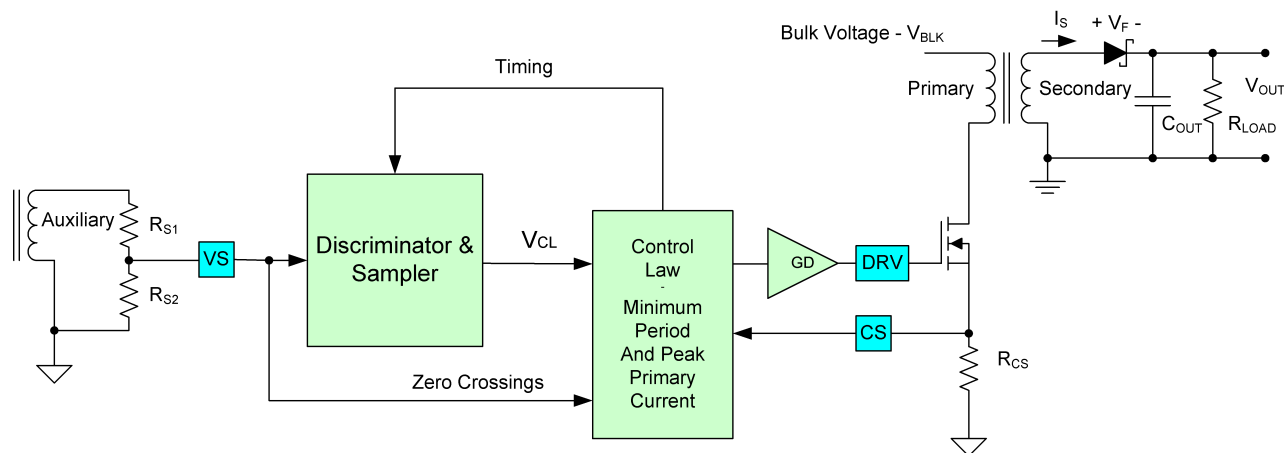 Bulk Voltage - VBLK
IS
+ VF -
Timing
Primary
Secondary
VOUT
COUT
RLOAD
Auxiliary
RS1
RS2
VS
Discriminator &
Sampler
VCL
Control
Law
-
Minimum
Period
And Peak
Primary
Current
GD
DRV
CS
RCS
Zero Crossings